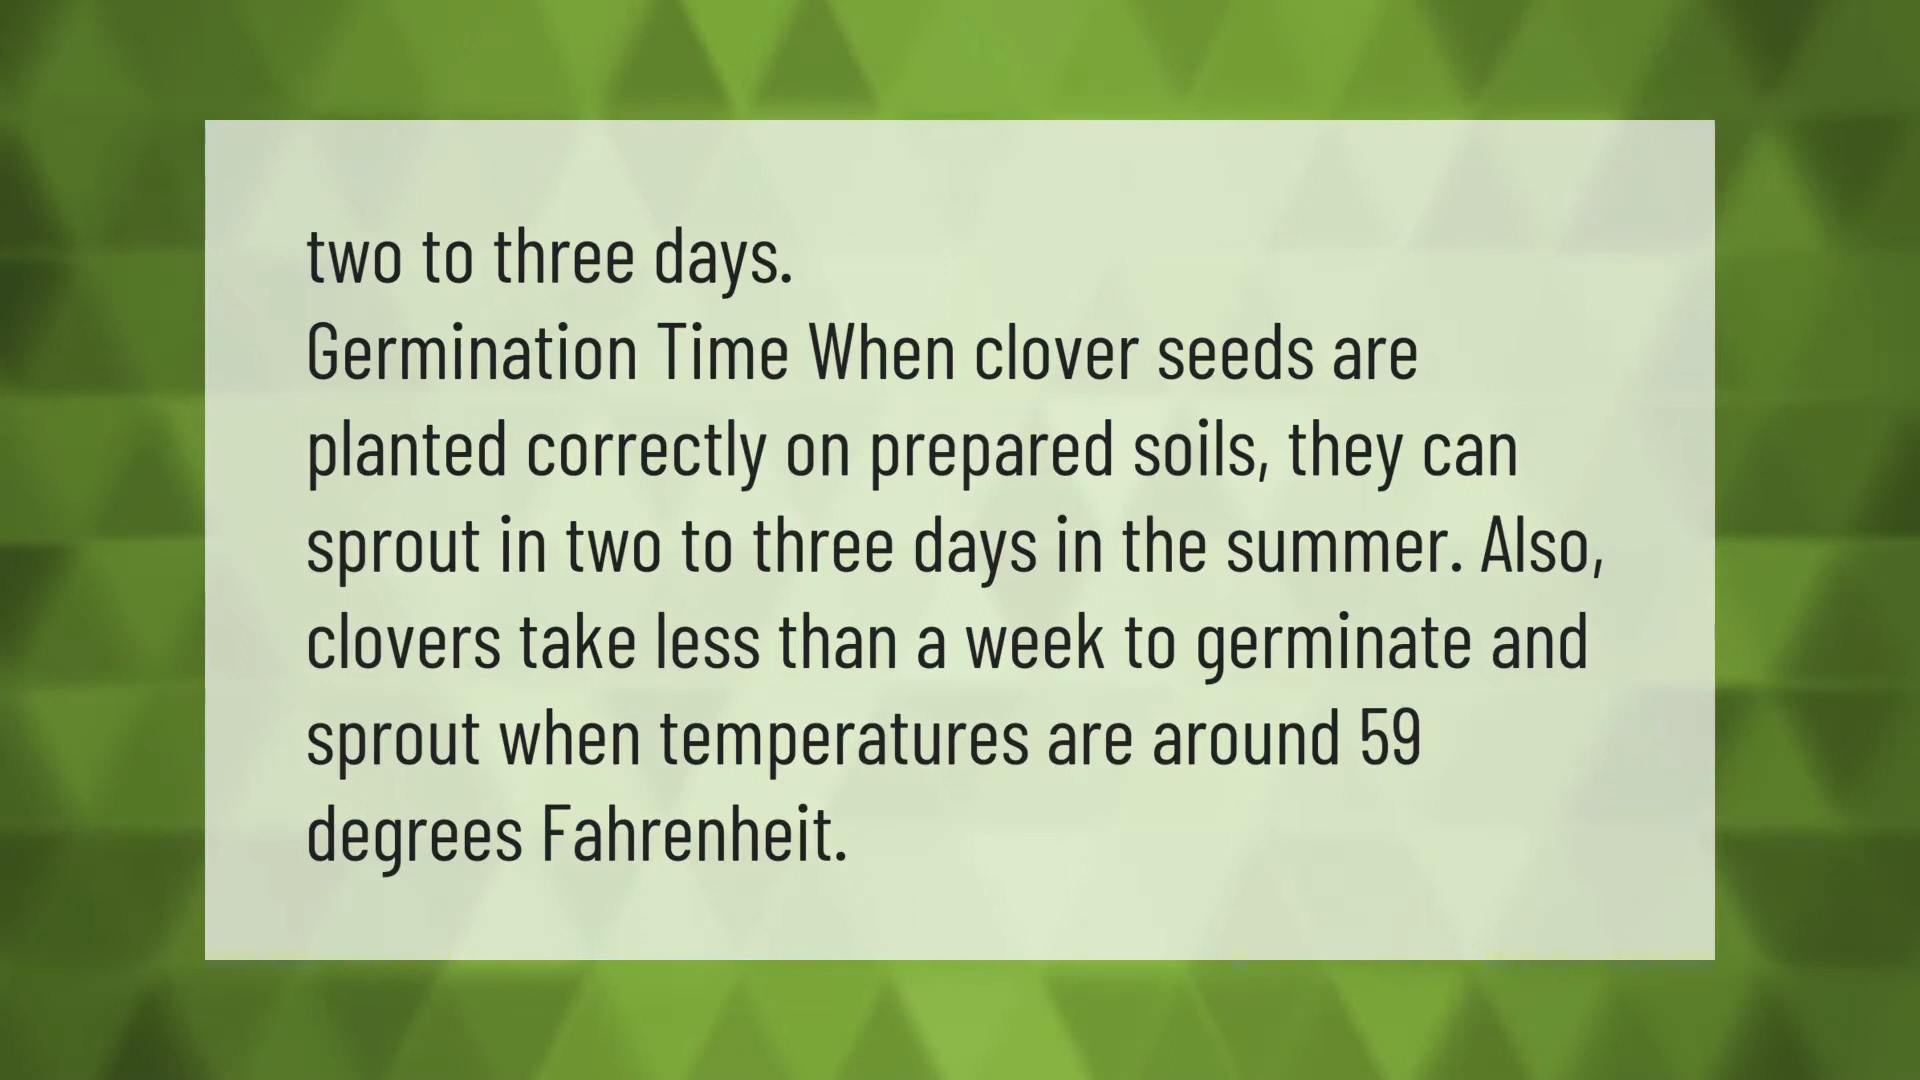 two to three days.
Germination Time When clover seeds are
planted correctly on prepared soils, they can
sprout in two to three days in the summer. Also,
clovers take less than a week to germinate and
sprout when temperatures are around 59
degrees Fahrenheit.